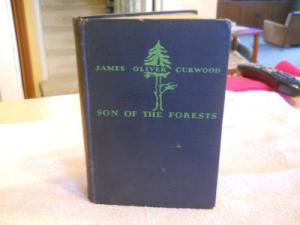 JAMES OLIVER CURWOOD
SON OF THE FORESTS